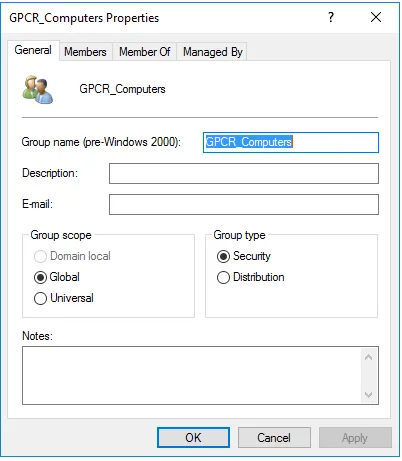 GPCR_Computers Properties
General Members Member Of Managed By
GPCR_Computers
Group name (pre-Windows 2000): GPCR_Computers
Description:
E-mail:
Group scope
Domain local
Global
Universal
Group type
Security
Distribution
Notes:
OK Cancel Apply